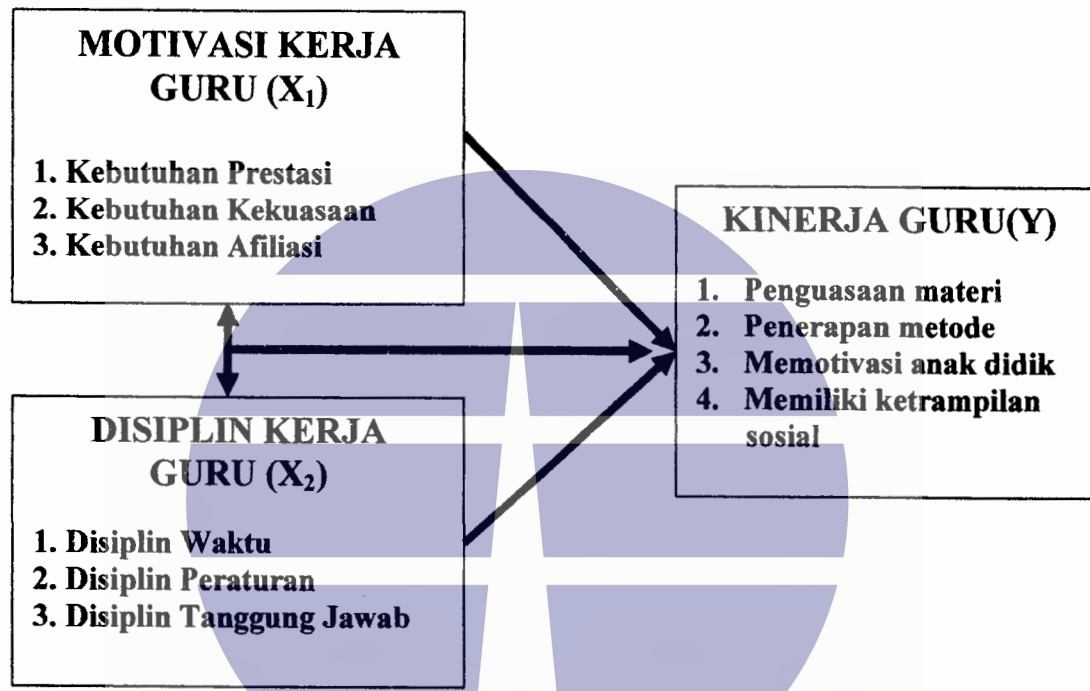 MOTIVASI KERJA
GURU (X₁)
1. Kebutuhan Prestasi
2. Kebutuhan Kekuasaan
3. Kebutuhan Afiliasi
DISIPLIN KERJA
GURU (X₂)
1. Disiplin Waktu
2. Disiplin Peraturan
3. Disiplin Tanggung Jawab
KINERJA GURU(Y)
1. Penguasaan materi
2. Penerapan metode
3. Memotivasi anak didik
4. Memiliki ketrampilan
sosial